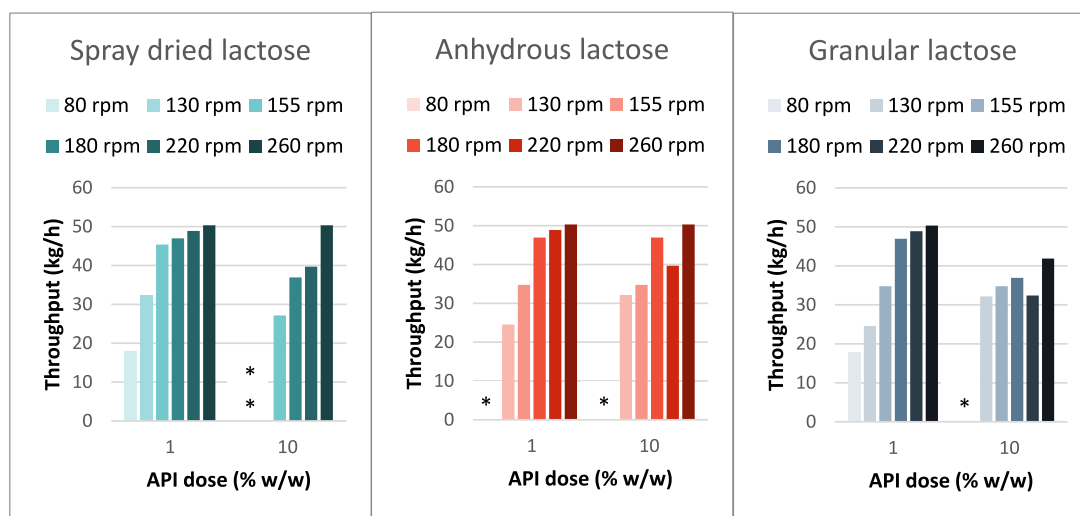 Spray dried lactose
80 rpm 130 rpm 155 rpm
180 rpm 220 rpm 260 rpm
Throughput (kg/h)
60
50
40
30
20
10
0
*
*
1 10
API dose (% w/w)
Anhydrous lactose
80 rpm 130 rpm 155 rpm
180 rpm 220 rpm 260 rpm
Throughput (kg/h)
60
50
40
30
20
10
0
* *
1 10
API dose (% w/w)
Granular lactose
80 rpm 130 rpm 155 rpm
180 rpm 220 rpm 260 rpm
Throughput (kg/h)
60
50
40
30
20
10
0
*
1 10
API dose (% w/w)